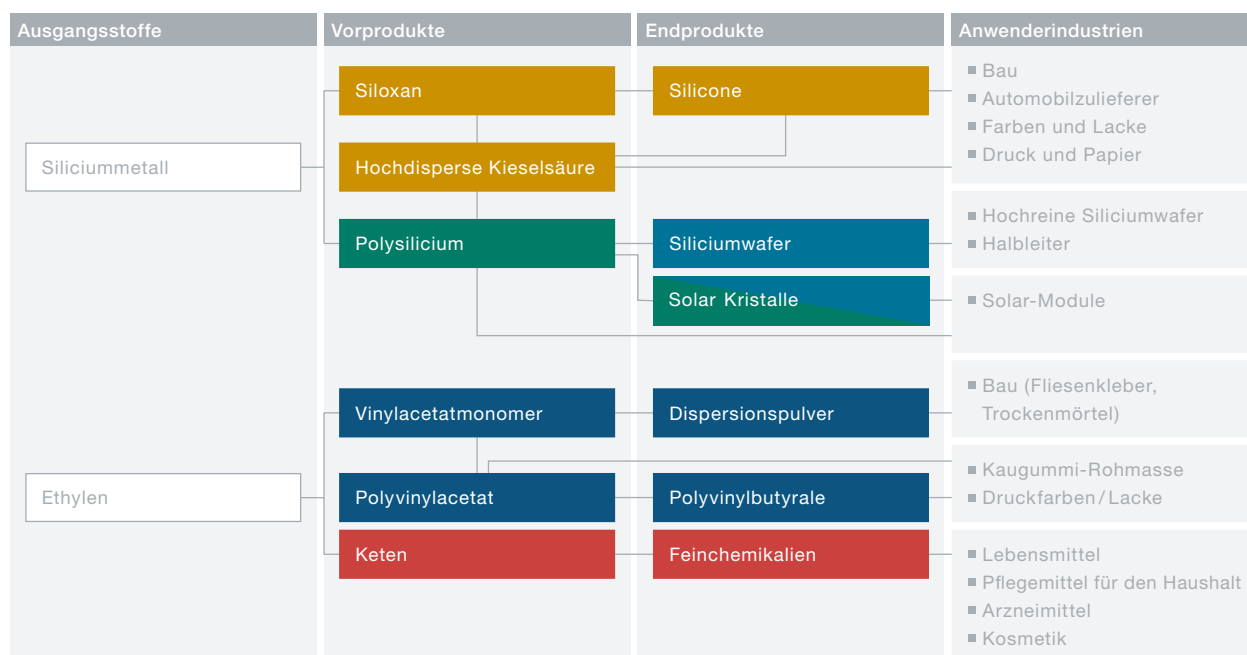 Ausgangsstoffe
Vorprodukte
Endprodukte
Anwenderindustrien
Siliciummetall
Siloxan
Silicone
Hochdisperse Kieselsäure
Polysilicium
Siliciumwafer
Solar Kristalle
Bau
Automobilzulieferer
Farben und Lacke
Druck und Papier
Hochreine Siliciumwafer
Halbleiter
Solar-Module
Ethylen
Vinylacetatmonomer
Dispersionspulver
Polyvinylacetat
Polyvinylbutyrale
Keten
Feinchemikalien
Bau (Fliesenkleber,
Trockenmörtel)
Kaugummi-Rohmasse
Druckfarben/Lacke
Lebensmittel
Pflegemittel für den Haushalt
Arzneimittel
Kosmetik